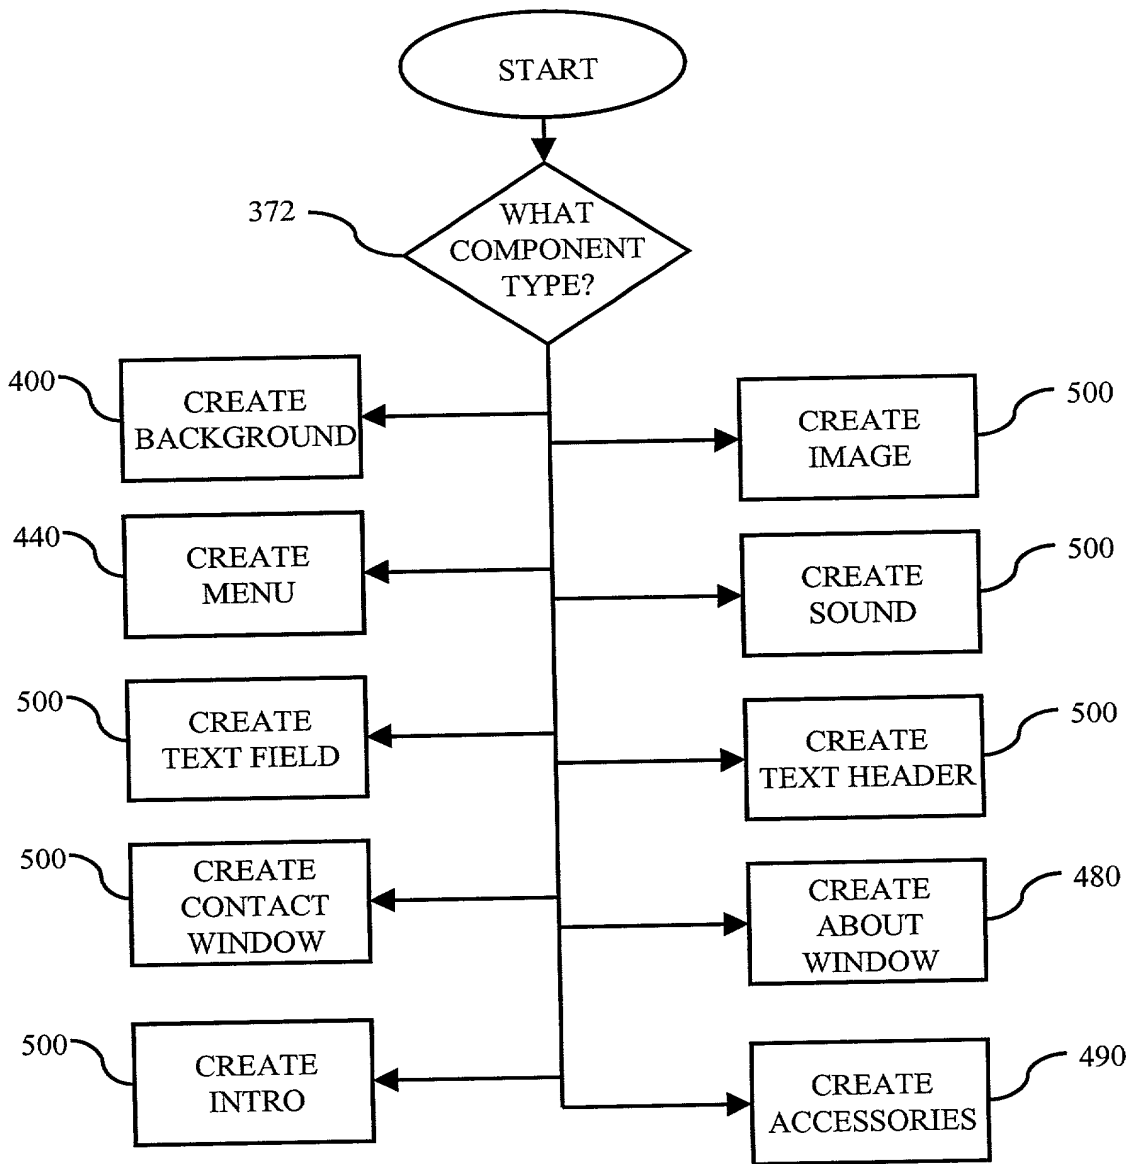 START
372
WHAT
COMPONENT
TYPE?
400
CREATE
BACKGROUND
500
CREATE
IMAGE
440
CREATE
MENU
500
CREATE
SOUND
500
CREATE
TEXT FIELD
500
CREATE
TEXT HEADER
500
CREATE
CONTACT
WINDOW
480
CREATE
ABOUT
WINDOW
500
CREATE
INTRO
490
CREATE
ACCESSORIES